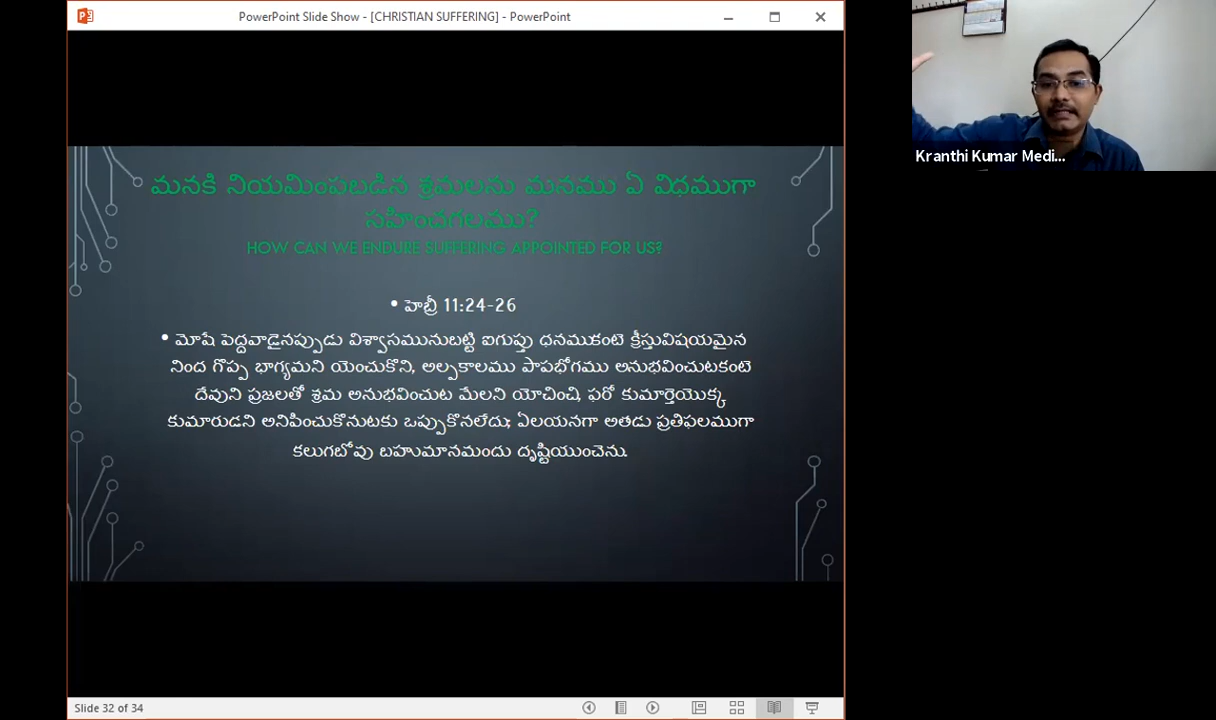 PowerPoint Slide Show - [CHRISTIAN SUFFERING] - PowerPoint
Kranthi Kumar Medi...
మనకి నియమింపబడిన శ్రమలను మనము ఏ విధముగా
సహించగలము?
HOW CAN WE ENDURE SUFFERING APPOINTED FOR US?
• హెబ్రీ 11:24-26
• మోషే పెద్దవాడైనప్పుడు విశ్వాసమునుబట్టి ఐగుప్తు ధనముకంటె క్రీస్తువిషయమైన
నింద గొప్ప భాగ్యమని యెంచుకొని, అల్పకాలము పాపభోగము అనుభవించుటకంటె
దేవుని ప్రజలతో శ్రమ అనుభవించుట మేలని యోచించి, ఫరో కుమార్తెయొక్క
కుమారుడని అనిపించుకొనుటకు ఒప్పుకొనలేదు; ఏలయనగా అతడు ప్రతిఫలముగా
కలుగబోవు బహుమానమందు దృష్టియుంచెను.
Slide 32 of 34